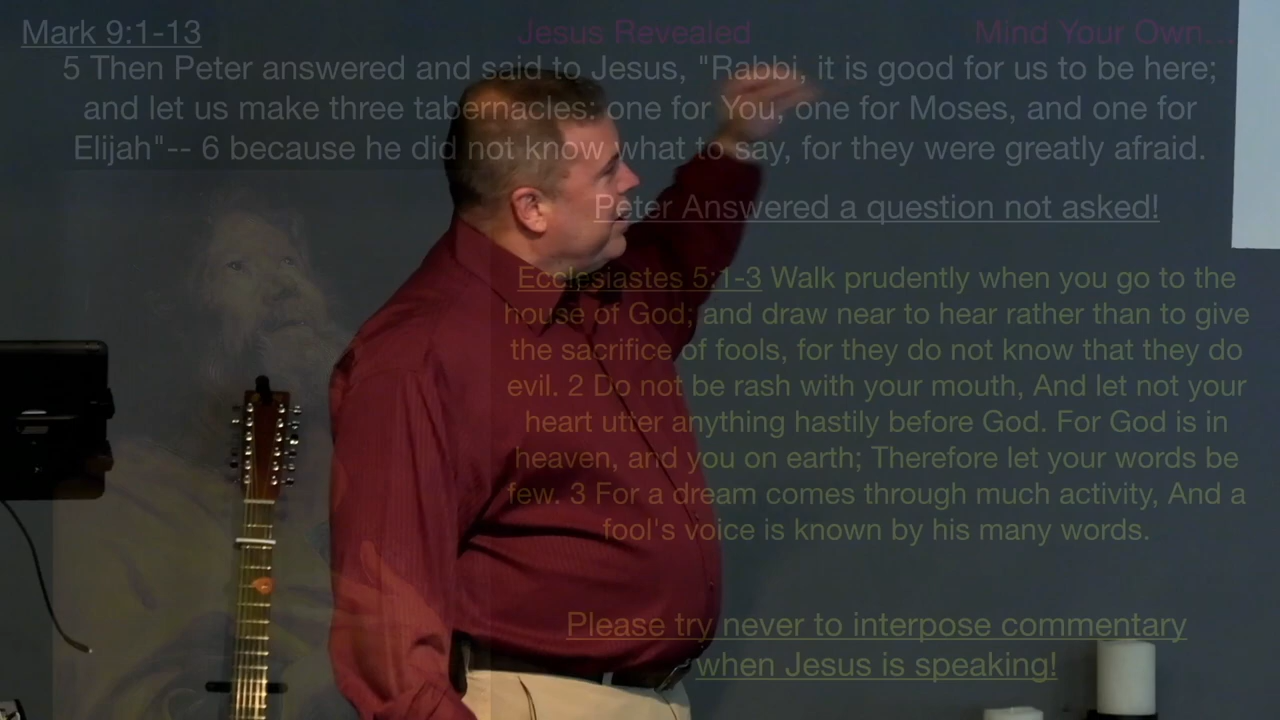 Mark 9:1-13 Jesus Revealed Mind Your Own...
5 Then Peter answered and said to Jesus, "Rabbi, it is good for us to be here;
and let us make three tabernacles: one for You, one for Moses, and one for
Elijah"-- 6 because he did not know what to say, for they were greatly afraid.
Peter Answered a question not asked!
Ecclesiastes 5:1-3 Walk prudently when you go to the
house of God; and draw near to hear rather than to give
the sacrifice of fools, for they do not know that they do
evil. 2 Do not be rash with your mouth, And let not your
heart utter anything hastily before God. For God is in
heaven, and you on earth; Therefore let your words be
few. 3 For a dream comes through much activity, And a
fool's voice is known by his many words.
Please try never to interpose commentary
when Jesus is speaking!